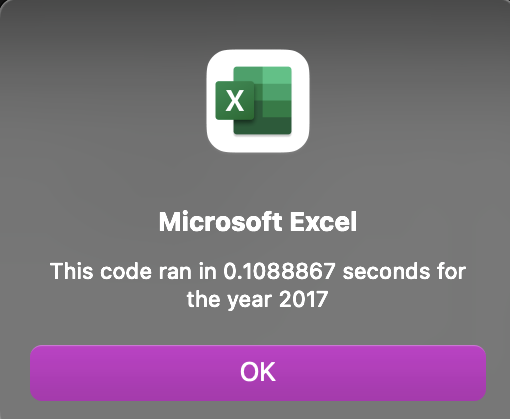 X
Microsoft Excel
This code ran in 0.1088867 seconds for
the year 2017
OK